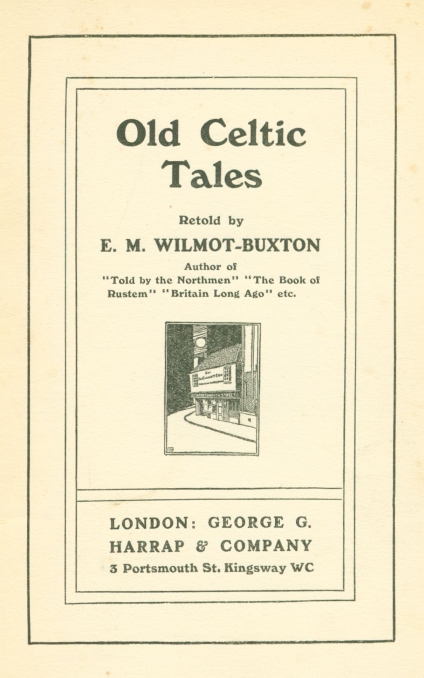 Old Celtic
Tales
Retold by
E. M. WILMOT-BUXTON
Author of
"Told by the Northmen" "The Book of
Rustem" "Britain Long Ago" etc.
LONDON: GEORGE G.
HARRAP & COMPANY
3 Portsmouth St. Kingsway WC